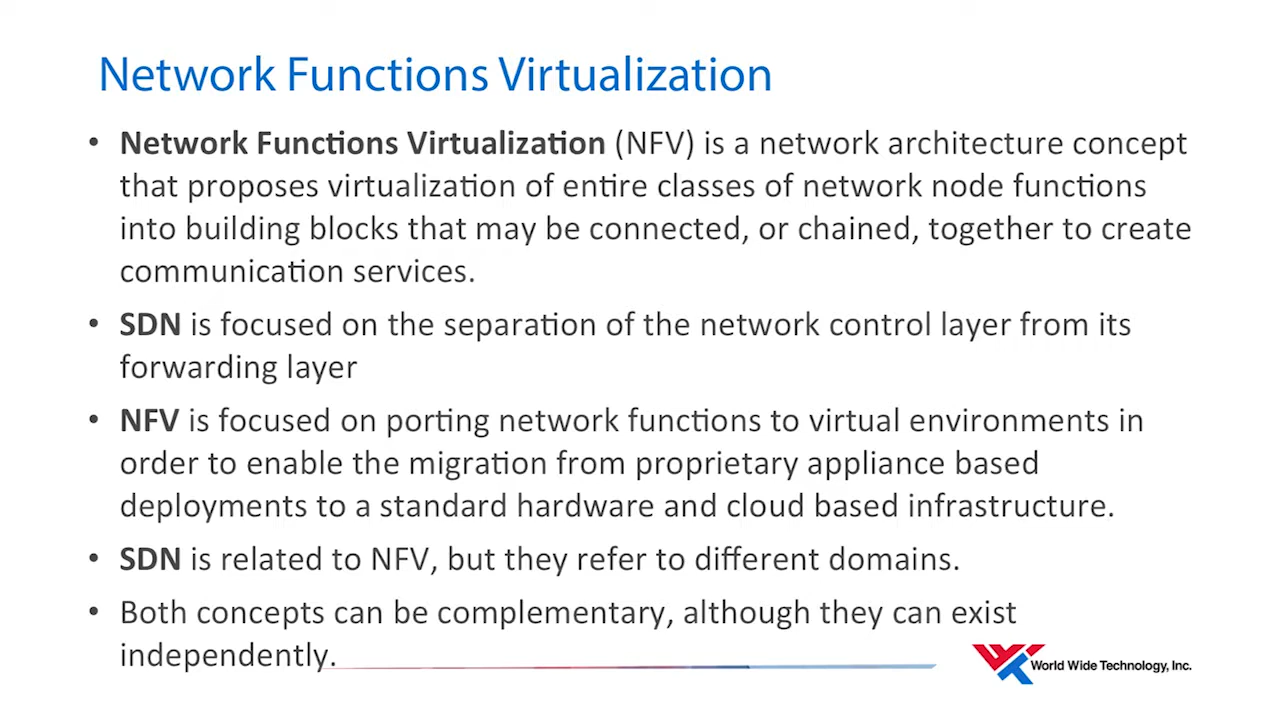 Network Functions Virtualization
• Network Functions Virtualization (NFV) is a network architecture concept
that proposes virtualization of entire classes of network node functions
into building blocks that may be connected, or chained, together to create
communication services.
• SDN is focused on the separation of the network control layer from its
forwarding layer
• NFV is focused on porting network functions to virtual environments in
order to enable the migration from proprietary appliance based
deployments to a standard hardware and cloud based infrastructure.
• SDN is related to NFV, but they refer to different domains.
• Both concepts can be complementary, although they can exist
independently.
World Wide Technology, Inc.